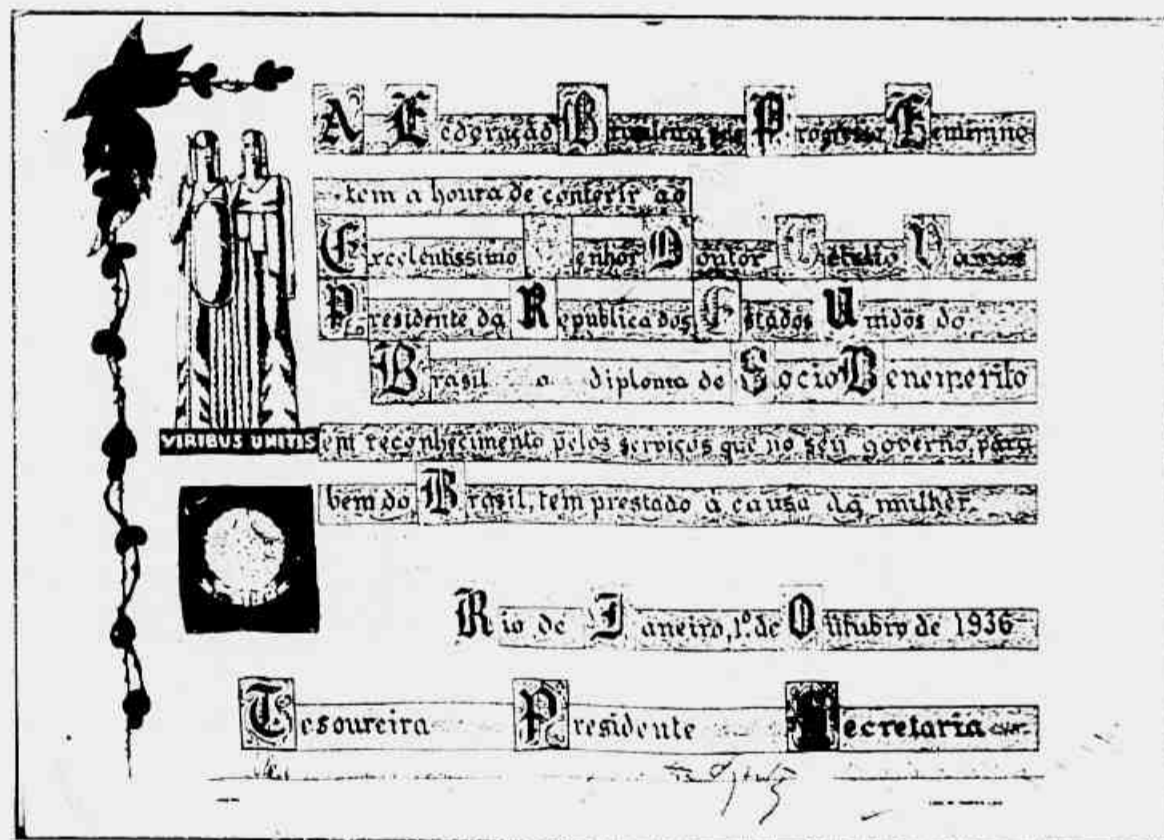 A Federação Brasileira pelo Progresso Feminino
tem a honra de conferir ao
Excelentissimo Senhor Doutor Getulio Vargas
Presidente da Republica dos Estados Unidos do
Brasil o diploma de Socio Benemerito
VIRIBUS UNITIS
em reconhecimento pelos serviços que no seu governo, para
bem do Brasil, tem prestado á causa da mulher.
Rio de Janeiro, 1º. de Outubro de 1936
Tesoureira Presidente Secretaria